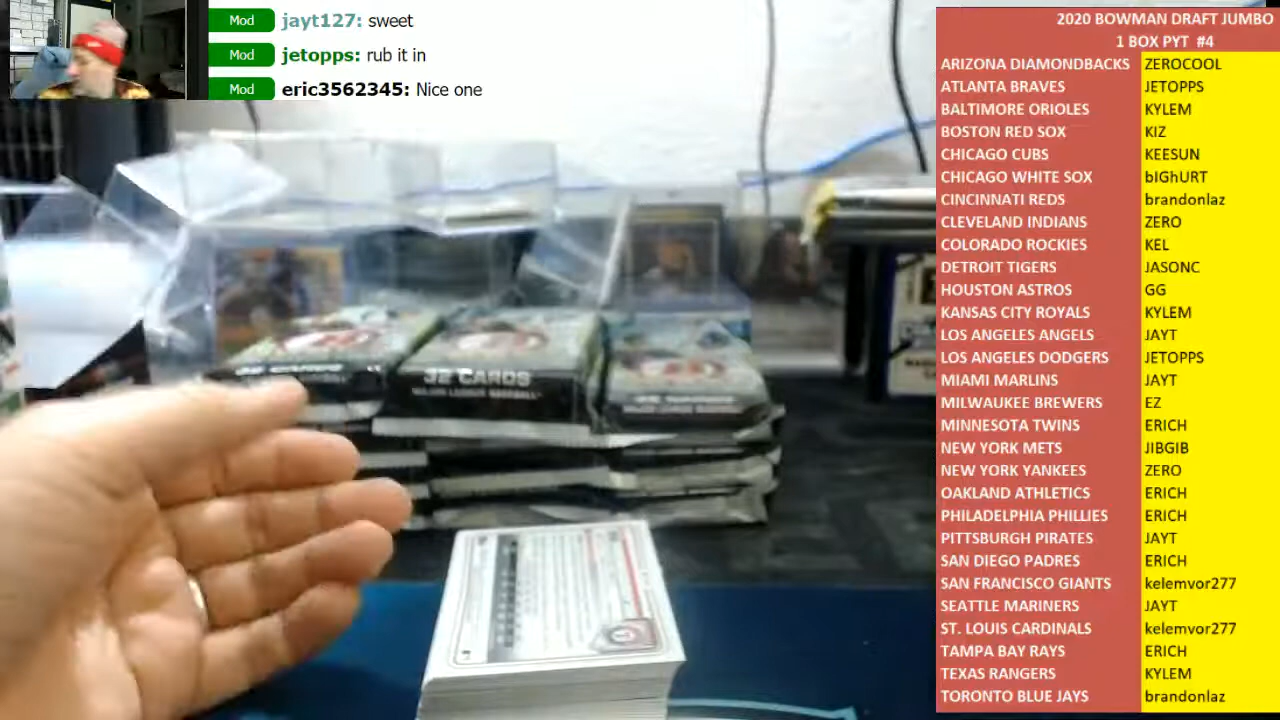 Mod jayt127: sweet
Mod jetopps: rub it in
Mod eric3562345: Nice one
2020 BOWMAN DRAFT JUMBO
1 BOX PYT #4
ARIZONA DIAMONDBACKS ZEROCOOL
ATLANTA BRAVES JETOPPS
BALTIMORE ORIOLES KYLEM
BOSTON RED SOX KIZ
CHICAGO CUBS KEESUN
CHICAGO WHITE SOX bIGhURT
CINCINNATI REDS brandonlaz
CLEVELAND INDIANS ZERO
COLORADO ROCKIES KEL
DETROIT TIGERS JASONC
HOUSTON ASTROS GG
KANSAS CITY ROYALS KYLEM
LOS ANGELES ANGELS JAYT
LOS ANGELES DODGERS JETOPPS
MIAMI MARLINS JAYT
MILWAUKEE BREWERS EZ
MINNESOTA TWINS ERICH
NEW YORK METS JIBGIB
NEW YORK YANKEES ZERO
OAKLAND ATHLETICS ERICH
PHILADELPHIA PHILLIES ERICH
PITTSBURGH PIRATES JAYT
SAN DIEGO PADRES ERICH
SAN FRANCISCO GIANTS kelemvor277
SEATTLE MARINERS JAYT
ST. LOUIS CARDINALS kelemvor277
TAMPA BAY RAYS ERICH
TEXAS RANGERS KYLEM
TORONTO BLUE JAYS brandonlaz
32 CARDS
MAJOR LEAGUE BASEBALL